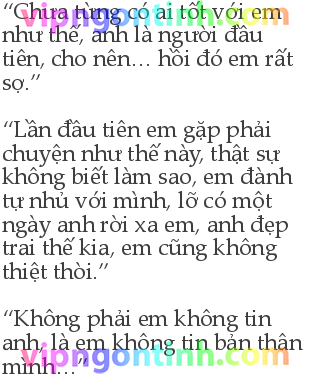 “Chưa từng có ai tốt với em
như thế, anh là người đầu
tiên, cho nên… hồi đó em rất
sợ.”
“Lần đầu tiên em gặp phải
chuyện như thế này, thật sự
không biết làm sao, em đành
tự nhủ với mình, lỡ có một
ngày anh rời xa em, anh đẹp
trai thế kia, em cũng không
thiệt thòi.”
“Không phải em không tin
anh, là em không tin bản thân
mình…”
vipngontinh.com
vipngontinh.com